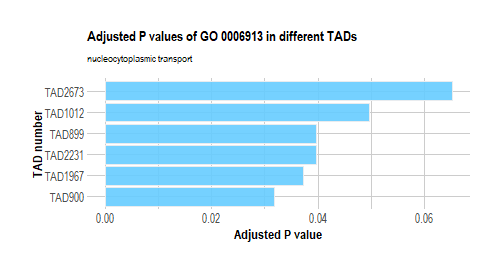 Adjusted P values of GO 0006913 in different TADs
nucleocytoplasmic transport
TAD number
TAD2673
TAD1012
TAD899
TAD2231
TAD1967
TAD900
0.00 0.02 0.04 0.06
Adjusted P value